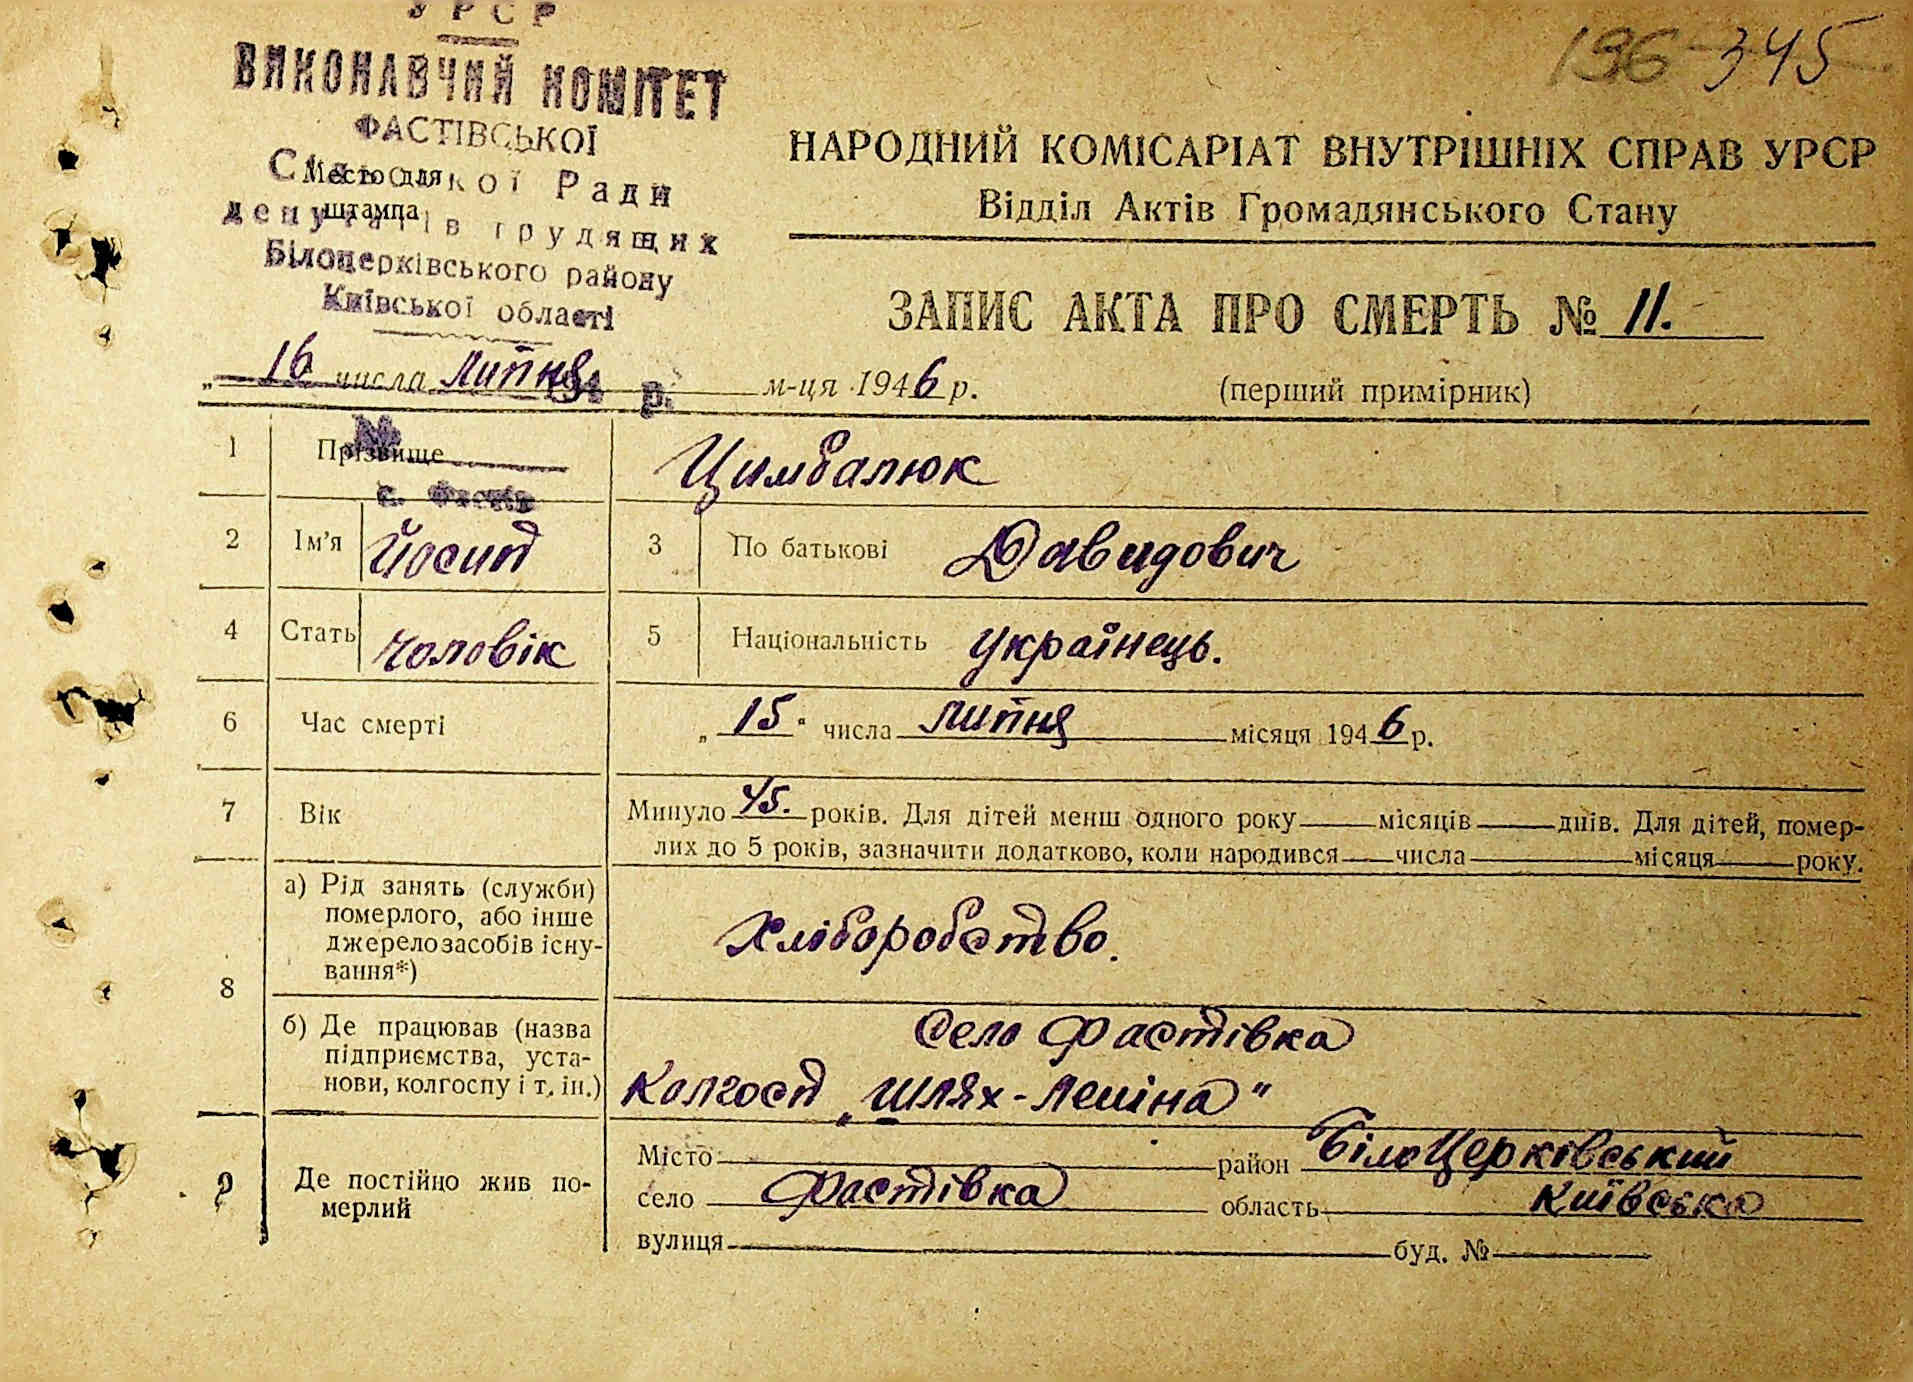 УРСР
ВИКОНАВЧИЙ КОМІТЕТ
ФАСТІВСЬКОЇ
Сільської Ради
Место для
штампа
депутатів трудящих
Білоцерківського району
Київської області
196 345
НАРОДНИЙ КОМІСАРІАТ ВНУТРІШНІХ СПРАВ УРСР
Відділ Актів Громадянського Стану
ЗАПИС АКТА ПРО СМЕРТЬ № 11.
„ 16 числа липня м-ця 1946 р.
(перший примірник)
194 р.
№
с. Фастів
1 Прізвище Цимбалюк
2 Ім'я Йосип 3 По батькові Давидович
4 Стать чоловік 5 Національність українець.
6 Час смерті „ 15 " числа липня місяця 1946 р.
7 Вік Минуло 45. років. Для дітей менш одного року місяців днів. Для дітей, помер-
лих до 5 років, зазначити додатково, коли народився числа місяця року.
8
а) Рід занять (служби)
померлого, або інше
джерело засобів існу-
вання*)
Хліборобство.
б) Де працював (назва
підприємства, уста-
нови, колгоспу і т. ін.)
Село Фастівка
Колгосп „Шлях-Леніна"
9 Де постійно жив по-
мерлий
Місто район БілоЦерківський
село Фастівка область Київська
вулиця буд. №